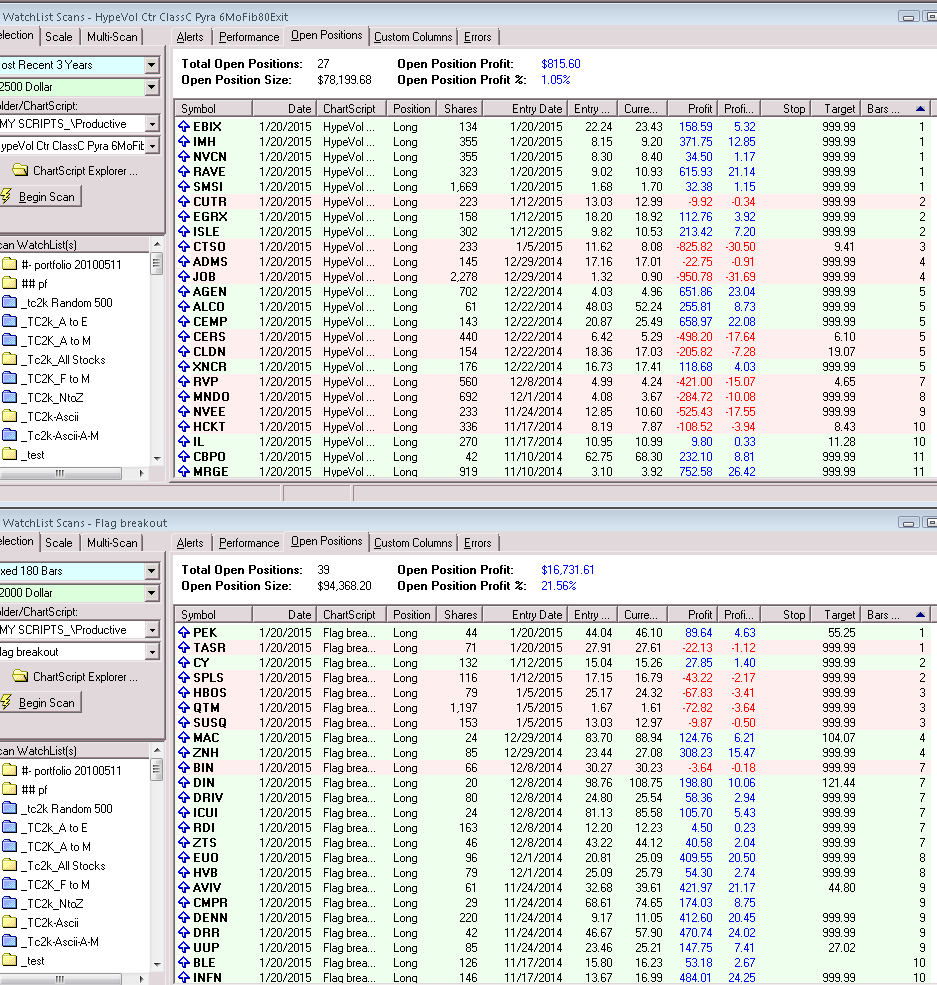 WatchList Scans - HypeVol Ctr ClassC Pyra 6MoFib80Exit
election Scale Multi-Scan Alerts Performance Open Positions Custom Columns Errors
ost Recent 3 Years
2500 Dollar
older/ChartScript:
MY SCRIPTS_\Productive
ypeVol Ctr ClassC Pyra 6MoFib
ChartScript Explorer ...
Begin Scan
can WatchList(s)
#- portfolio 20100511
## pf
_tc2k Random 500
_TC2K_A to E
_TC2K_A to M
_Tc2k_All Stocks
_TC2K_F to M
_TC2K_NtoZ
_TC2k-Ascii
_Tc2k-Ascii-A-M
_test
Total Open Positions: 27 Open Position Profit: $815.60
Open Position Size: $78,199.68 Open Position Profit %: 1.05%
Symbol Date ChartScript Position Shares Entry Date Entry ... Curre... Profit Profi... Stop Target Bars ...
EBIX 1/20/2015 HypeVol ... Long 134 1/20/2015 22.24 23.43 158.59 5.32 999.99 1
IMH 1/20/2015 HypeVol ... Long 355 1/20/2015 8.15 9.20 371.75 12.85 999.99 1
NVCN 1/20/2015 HypeVol ... Long 355 1/20/2015 8.30 8.40 34.50 1.17 999.99 1
RAVE 1/20/2015 HypeVol ... Long 323 1/20/2015 9.02 10.93 615.93 21.14 999.99 1
SMSI 1/20/2015 HypeVol ... Long 1,669 1/20/2015 1.68 1.70 32.38 1.15 999.99 1
CUTR 1/20/2015 HypeVol ... Long 223 1/12/2015 13.03 12.99 -9.92 -0.34 999.99 2
EGRX 1/20/2015 HypeVol ... Long 158 1/12/2015 18.20 18.92 112.76 3.92 999.99 2
ISLE 1/20/2015 HypeVol ... Long 302 1/12/2015 9.82 10.53 213.42 7.20 999.99 2
CTSO 1/20/2015 HypeVol ... Long 233 1/5/2015 11.62 8.08 -825.82 -30.50 9.41 3
ADMS 1/20/2015 HypeVol ... Long 145 12/29/2014 17.16 17.01 -22.75 -0.91 999.99 4
JOB 1/20/2015 HypeVol ... Long 2,278 12/29/2014 1.32 0.90 -950.78 -31.69 999.99 4
AGEN 1/20/2015 HypeVol ... Long 702 12/22/2014 4.03 4.96 651.86 23.04 999.99 5
ALCO 1/20/2015 HypeVol ... Long 61 12/22/2014 48.03 52.24 255.81 8.73 999.99 5
CEMP 1/20/2015 HypeVol ... Long 143 12/22/2014 20.87 25.49 658.97 22.08 999.99 5
CERS 1/20/2015 HypeVol ... Long 440 12/22/2014 6.42 5.29 -498.20 -17.64 6.10 5
CLDN 1/20/2015 HypeVol ... Long 154 12/22/2014 18.36 17.03 -205.82 -7.28 19.07 5
XNCR 1/20/2015 HypeVol ... Long 176 12/22/2014 16.73 17.41 118.68 4.03 999.99 5
RVP 1/20/2015 HypeVol ... Long 560 12/8/2014 4.99 4.24 -421.00 -15.07 4.65 7
MNDO 1/20/2015 HypeVol ... Long 692 12/1/2014 4.08 3.67 -284.72 -10.08 999.99 8
NVEE 1/20/2015 HypeVol ... Long 233 11/24/2014 12.85 10.60 -525.43 -17.55 999.99 9
HCKT 1/20/2015 HypeVol ... Long 336 11/17/2014 8.19 7.87 -108.52 -3.94 8.43 10
IL 1/20/2015 HypeVol ... Long 270 11/17/2014 10.95 10.99 9.80 0.33 11.28 10
CBPO 1/20/2015 HypeVol ... Long 42 11/10/2014 62.75 68.30 232.10 8.81 999.99 11
MRGE 1/20/2015 HypeVol ... Long 919 11/10/2014 3.10 3.92 752.58 26.42 999.99 11
WatchList Scans - Flag breakout
election Scale Multi-Scan Alerts Performance Open Positions Custom Columns Errors
xed 180 Bars
2000 Dollar
older/ChartScript:
MY SCRIPTS_\Productive
lag breakout
ChartScript Explorer ...
Begin Scan
can WatchList(s)
#- portfolio 20100511
## pf
_tc2k Random 500
_TC2k_A to E
_TC2K_A to M
_Tc2k_All Stocks
_TC2K_F to M
_TC2K_NtoZ
_TC2k-Ascii
_Tc2k-Ascii-A-M
_test
Total Open Positions: 39 Open Position Profit: $16,731.61
Open Position Size: $94,368.20 Open Position Profit %: 21.56%
Symbol Date ChartScript Position Shares Entry Date Entry ... Curre... Profit Profi... Stop Target Bars ...
PEK 1/20/2015 Flag brea... Long 44 1/20/2015 44.04 46.10 89.64 4.63 55.25 1
TASR 1/20/2015 Flag brea... Long 71 1/20/2015 27.91 27.61 -22.13 -1.12 999.99 1
CY 1/20/2015 Flag brea... Long 132 1/12/2015 15.04 15.26 27.85 1.40 999.99 2
SPLS 1/20/2015 Flag brea... Long 116 1/12/2015 17.15 16.79 -43.22 -2.17 999.99 2
HBOS 1/20/2015 Flag brea... Long 79 1/5/2015 25.17 24.32 -67.83 -3.41 999.99 3
QTM 1/20/2015 Flag brea... Long 1,197 1/5/2015 1.67 1.61 -72.82 -3.64 999.99 3
SUSQ 1/20/2015 Flag brea... Long 153 1/5/2015 13.03 12.97 -9.87 -0.50 999.99 3
MAC 1/20/2015 Flag brea... Long 24 12/29/2014 83.70 88.94 124.76 6.21 104.07 4
ZNH 1/20/2015 Flag brea... Long 85 12/29/2014 23.44 27.08 308.23 15.47 999.99 4
BIN 1/20/2015 Flag brea... Long 66 12/8/2014 30.27 30.23 -3.64 -0.18 999.99 7
DIN 1/20/2015 Flag brea... Long 20 12/8/2014 98.76 108.75 198.80 10.06 121.44 7
DRIV 1/20/2015 Flag brea... Long 80 12/8/2014 24.80 25.54 58.36 2.94 999.99 7
ICUI 1/20/2015 Flag brea... Long 24 12/8/2014 81.13 85.58 105.70 5.43 999.99 7
RDI 1/20/2015 Flag brea... Long 163 12/8/2014 12.20 12.23 4.50 0.23 999.99 7
ZTS 1/20/2015 Flag brea... Long 46 12/8/2014 43.22 44.12 40.58 2.04 999.99 7
EUO 1/20/2015 Flag brea... Long 96 12/1/2014 20.81 25.09 409.55 20.50 999.99 8
HVB 1/20/2015 Flag brea... Long 79 12/1/2014 25.09 25.79 54.30 2.74 999.99 8
AVIV 1/20/2015 Flag brea... Long 61 11/24/2014 32.68 39.61 421.97 21.17 44.80 9
CMPR 1/20/2015 Flag brea... Long 29 11/24/2014 68.61 74.65 174.03 8.75 9
DENN 1/20/2015 Flag brea... Long 220 11/24/2014 9.17 11.05 412.60 20.45 999.99 9
DRR 1/20/2015 Flag brea... Long 42 11/24/2014 46.67 57.90 470.74 24.02 999.99 9
UUP 1/20/2015 Flag brea... Long 85 11/24/2014 23.46 25.21 147.75 7.41 27.02 9
BLE 1/20/2015 Flag brea... Long 126 11/17/2014 15.80 16.23 53.18 2.67 10
INFN 1/20/2015 Flag brea... Long 146 11/17/2014 13.67 16.99 484.01 24.25 999.99 10